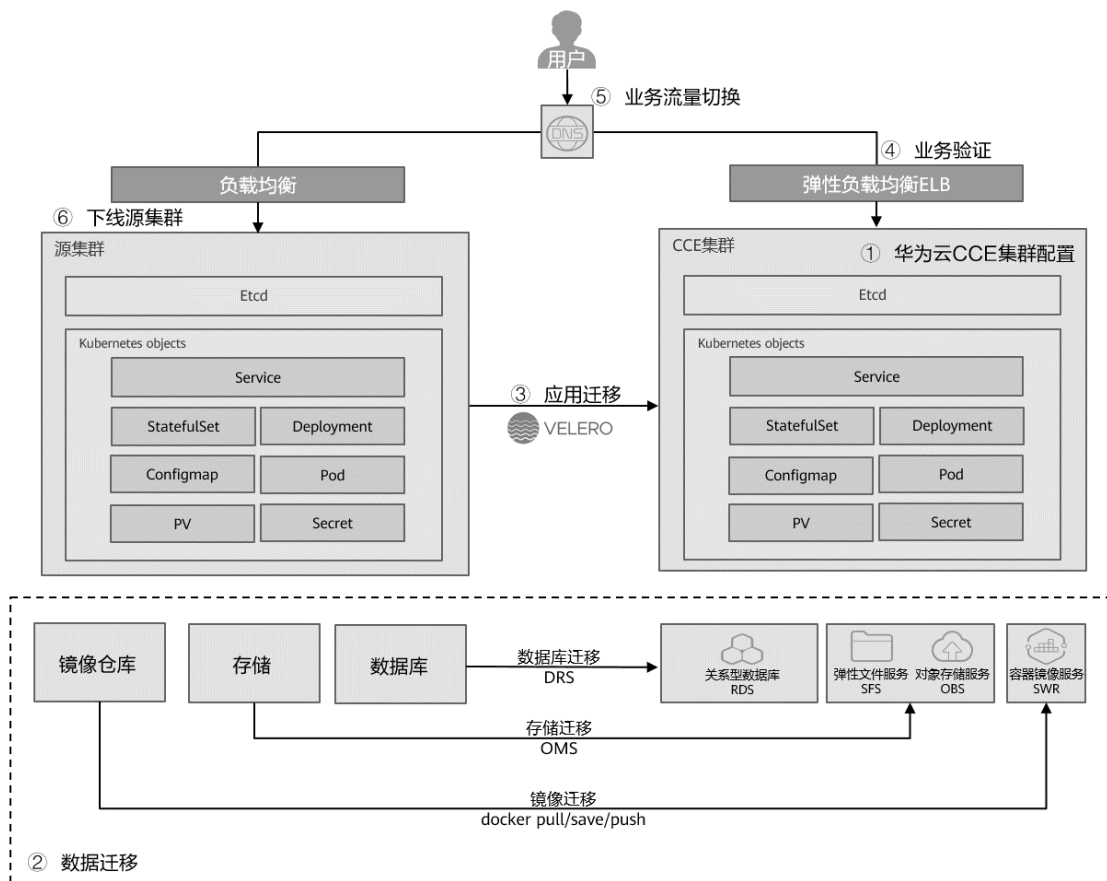 用户
⑤ 业务流量切换
DNS
④ 业务验证
负载均衡
弹性负载均衡ELB
⑥ 下线源集群
源集群
CCE集群
① 华为云CCE集群配置
Etcd
Etcd
Kubernetes objects
Kubernetes objects
Service
Service
③ 应用迁移
VELERO
StatefulSet
Deployment
StatefulSet
Deployment
Configmap
Pod
Configmap
Pod
PV
Secret
PV
Secret
镜像仓库
存储
数据库
数据库迁移
DRS
关系型数据库
RDS
弹性文件服务
SFS
对象存储服务
OBS
容器镜像服务
SWR
存储迁移
OMS
镜像迁移
docker pull/save/push
② 数据迁移